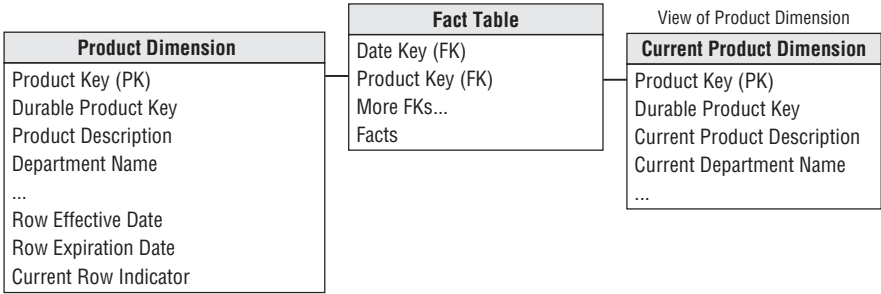 Product Dimension
Product Key (PK)
Durable Product Key
Product Description
Department Name
...
Row Effective Date
Row Expiration Date
Current Row Indicator
Fact Table
Date Key (FK)
Product Key (FK)
More FKs...
Facts
View of Product Dimension
Current Product Dimension
Product Key (PK)
Durable Product Key
Current Product Description
Current Department Name
...